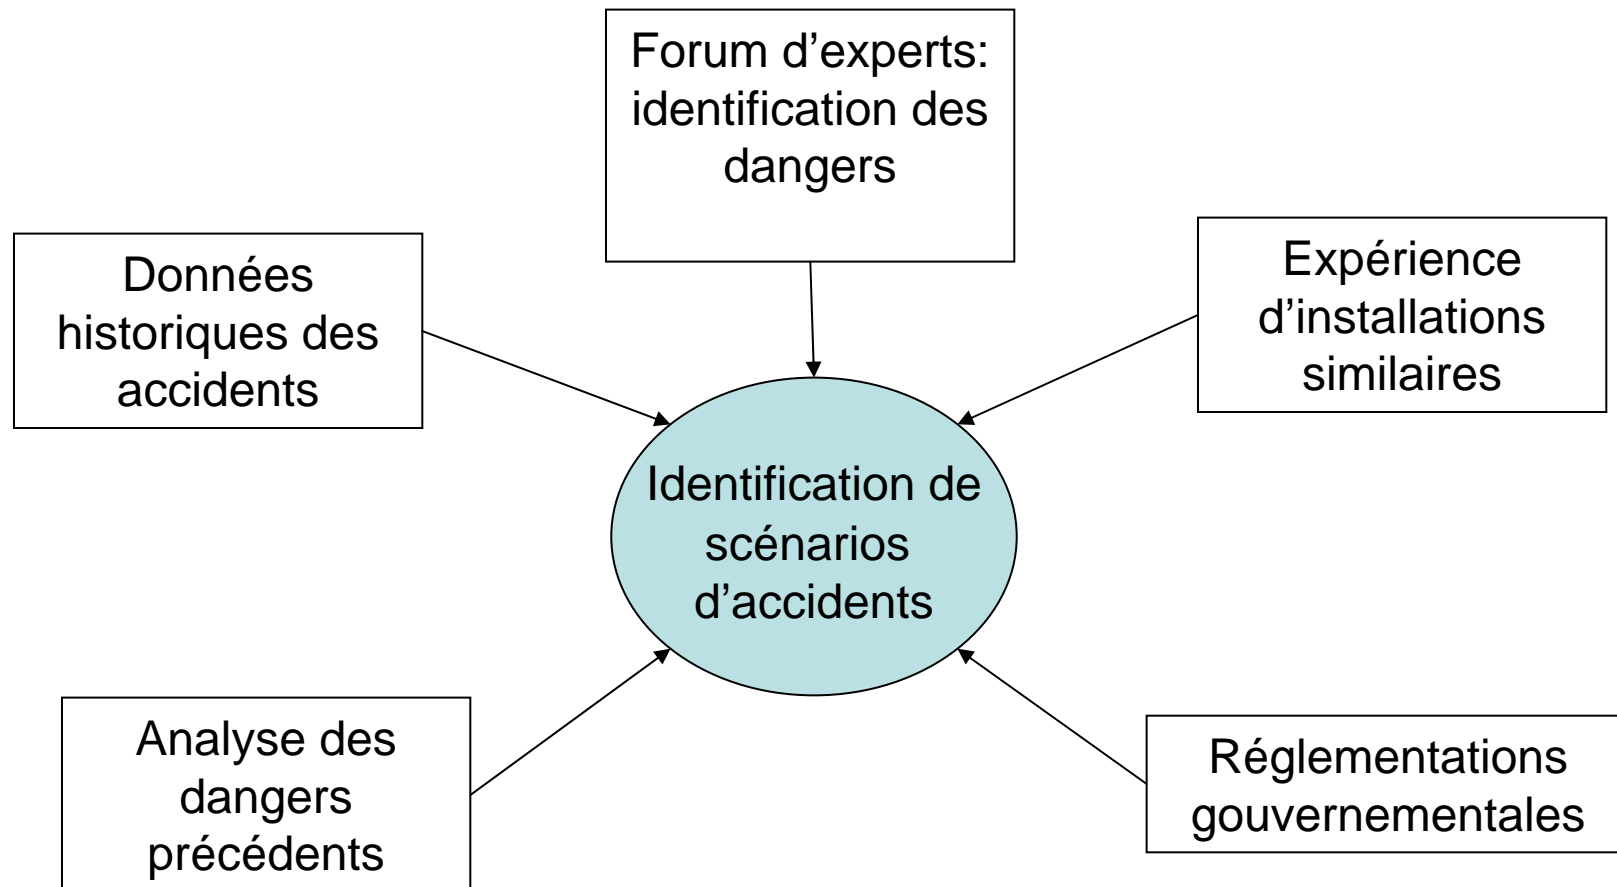 Forum d’experts:
identification des
dangers
Données
historiques des
accidents
Expérience
d’installations
similaires
Identification de
scénarios
d’accidents
Analyse des
dangers
précédents
Réglementations
gouvernementales